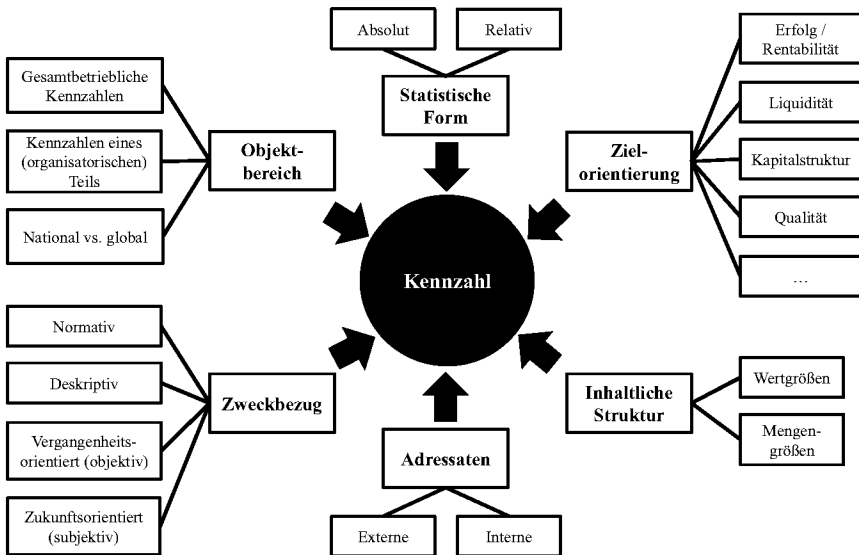 Absolut
Relativ
Statistische
Form
Gesamtbetriebliche
Kennzahlen
Kennzahlen eines
(organisatorischen)
Teils
National vs. global
Objekt-
bereich
Erfolg /
Rentabilität
Liquidität
Kapitalstruktur
Qualität
...
Ziel-
orientierung
Kennzahl
Normativ
Deskriptiv
Vergangenheits-
orientiert (objektiv)
Zukunftsorientiert
(subjektiv)
Zweckbezug
Adressaten
Externe
Interne
Inhaltliche
Struktur
Wertgrößen
Mengen-
größen